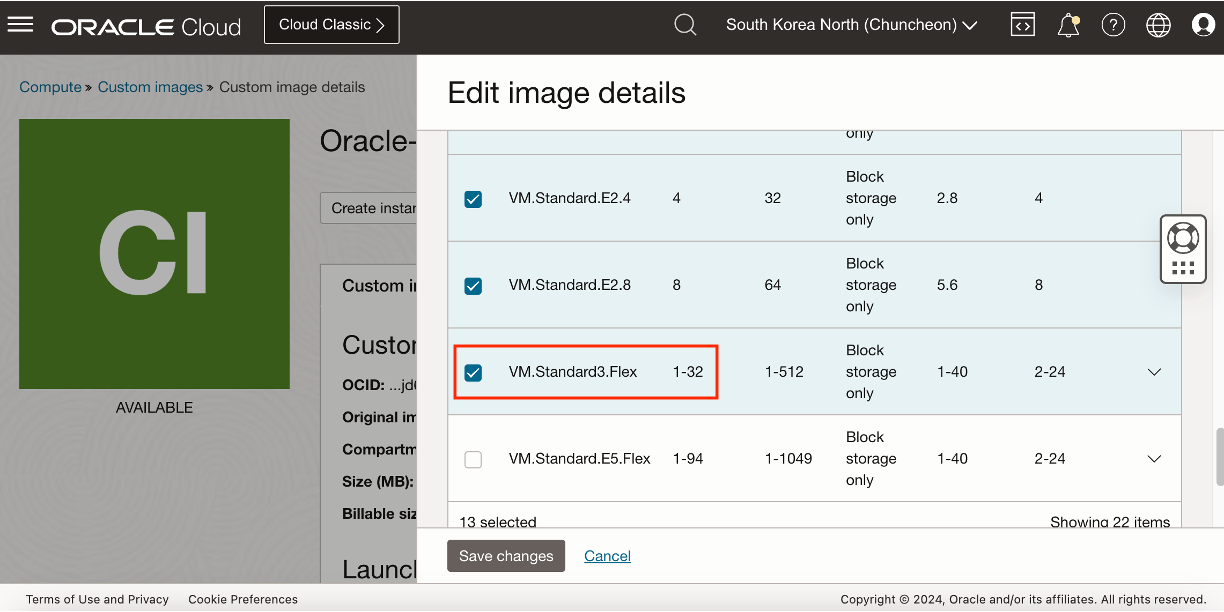 ORACLE Cloud
Cloud Classic
South Korea North (Chuncheon)
Compute » Custom images » Custom image details
CI
AVAILABLE
Oracle-
Create instan
Custom i
Custor
OCID: ...jd
Original im
Compartm
Size (MB):
Billable siz
Launcl
Edit image details
only
VM.Standard.E2.4 4 32 Block storage only 2.8 4
VM.Standard.E2.8 8 64 Block storage only 5.6 8
VM.Standard3.Flex 1-32 1-512 Block storage only 1-40 2-24
VM.Standard.E5.Flex 1-94 1-1049 Block storage only 1-40 2-24
13 selected Showing 22 items
Save changes Cancel
Terms of Use and Privacy Cookie Preferences Copyright © 2024, Oracle and/or its affiliates. All rights reserved.